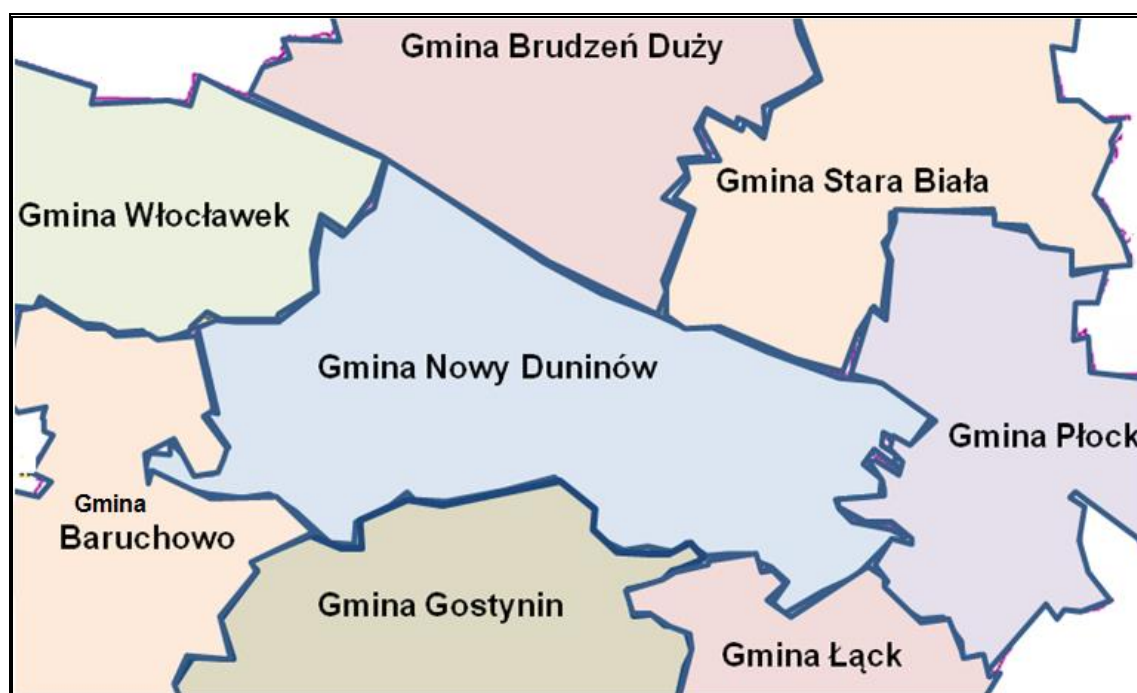 Gmina Brudzeń Duży
Gmina Stara Biała
Gmina Włocławek
Gmina Nowy Duninów
Gmina Płock
Gmina
Baruchowo
Gmina Gostynin
Gmina Łąck